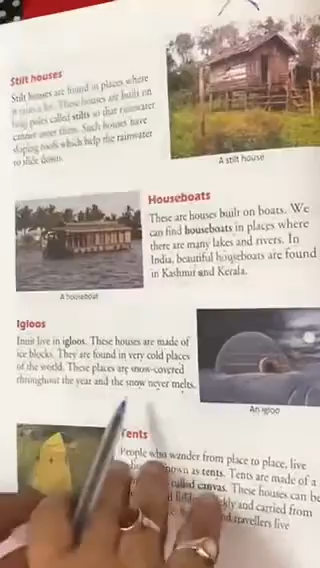 Stilt houses
Stilt houses are found in places where
it rains a lot. These houses are built on
long poles called stilts so that rainwater
cannot enter them. Such houses have
sloping roofs which help the rainwater
to slide down.
A stilt house
Houseboats
These are houses built on boats. We
can find houseboats in places where
there are many lakes and rivers. In
India, beautiful houseboats are found
in Kashmir and Kerala.
A houseboat
Igloos
Inuit live in igloos. These houses are made of
ice blocks. They are found in very cold places
of the world. These places are snow-covered
throughout the year and the snow never melts.
An igloo
Tents
People who wander from place to place, live
known as tents. Tents are made of a
called canvas. These houses can be
and carried from
travellers live